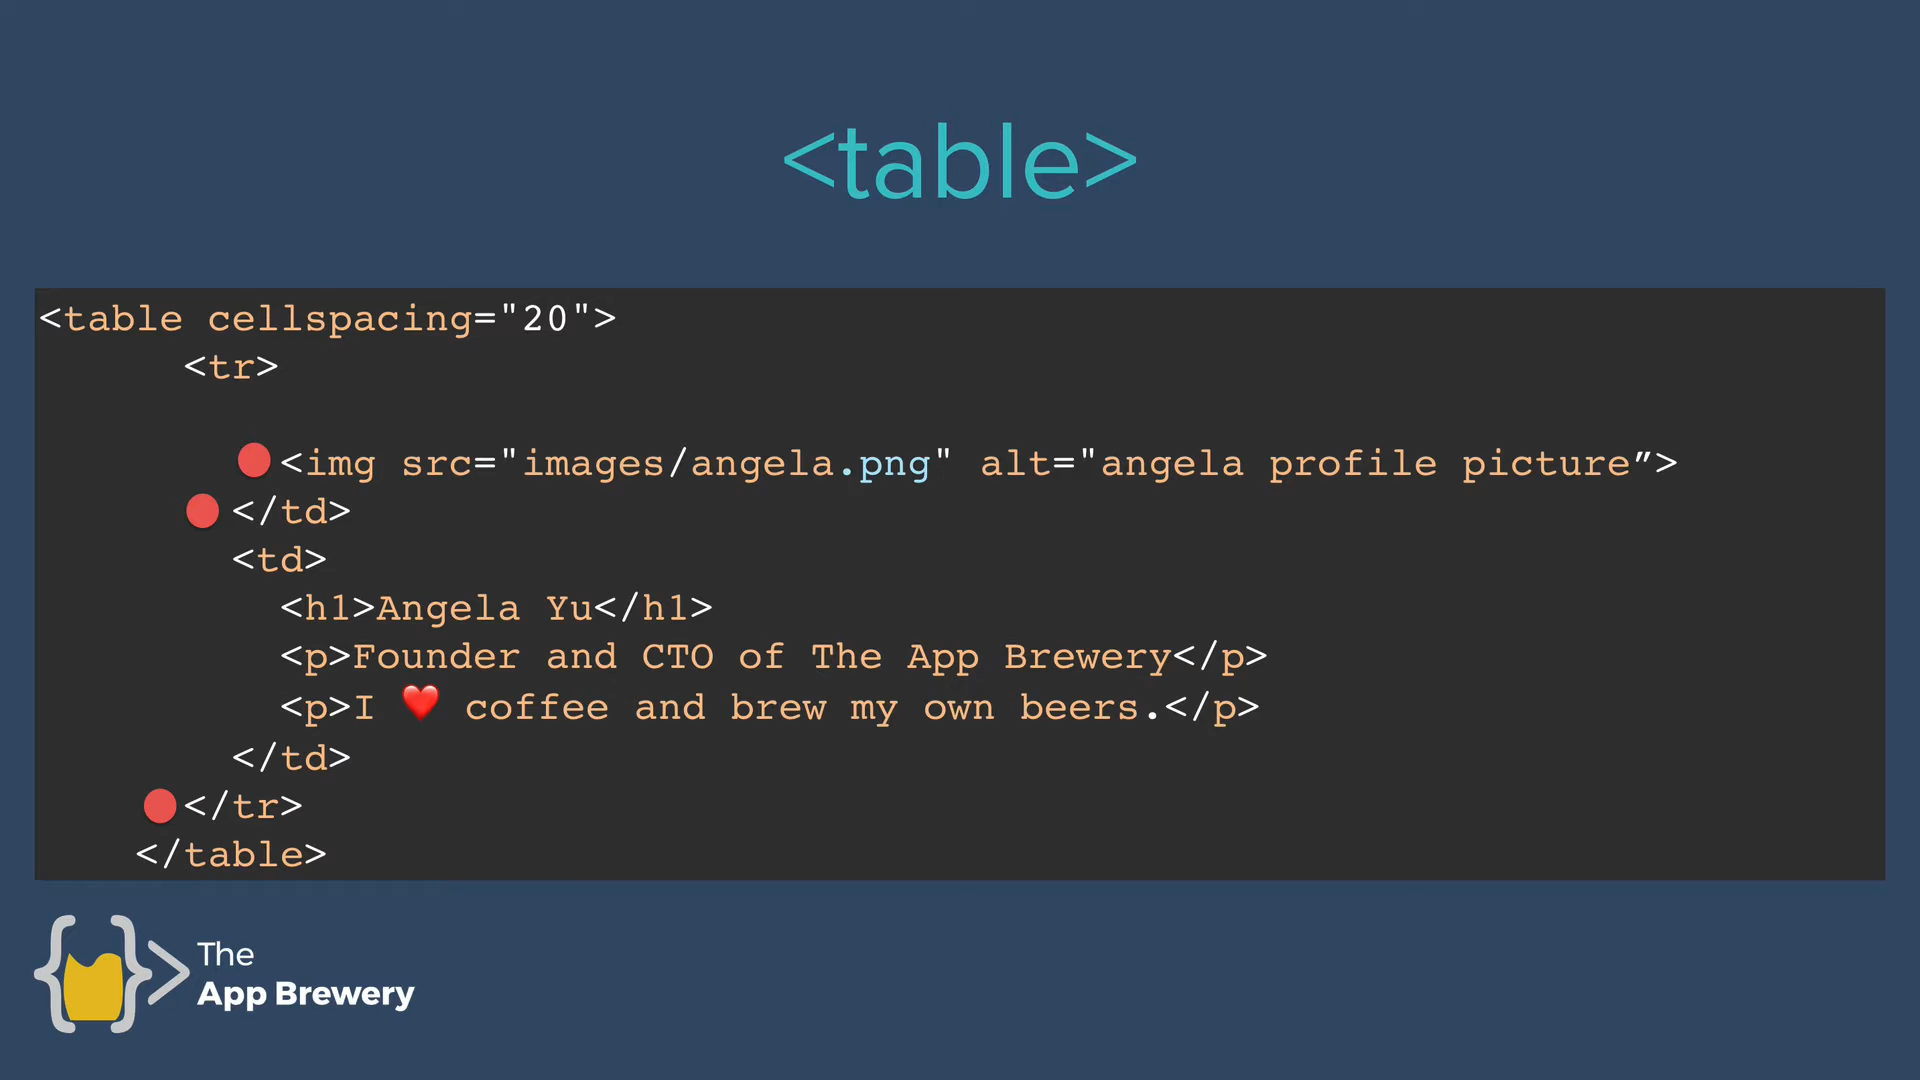 <table>
<table cellspacing="20">
<tr>
<img src="images/angela.png" alt="angela profile picture”>
</td>
<td>
<h1>Angela Yu</h1>
<p>Founder and CTO of The App Brewery</p>
<p>I ❤️ coffee and brew my own beers.</p>
</td>
</tr>
</table>
The
App Brewery